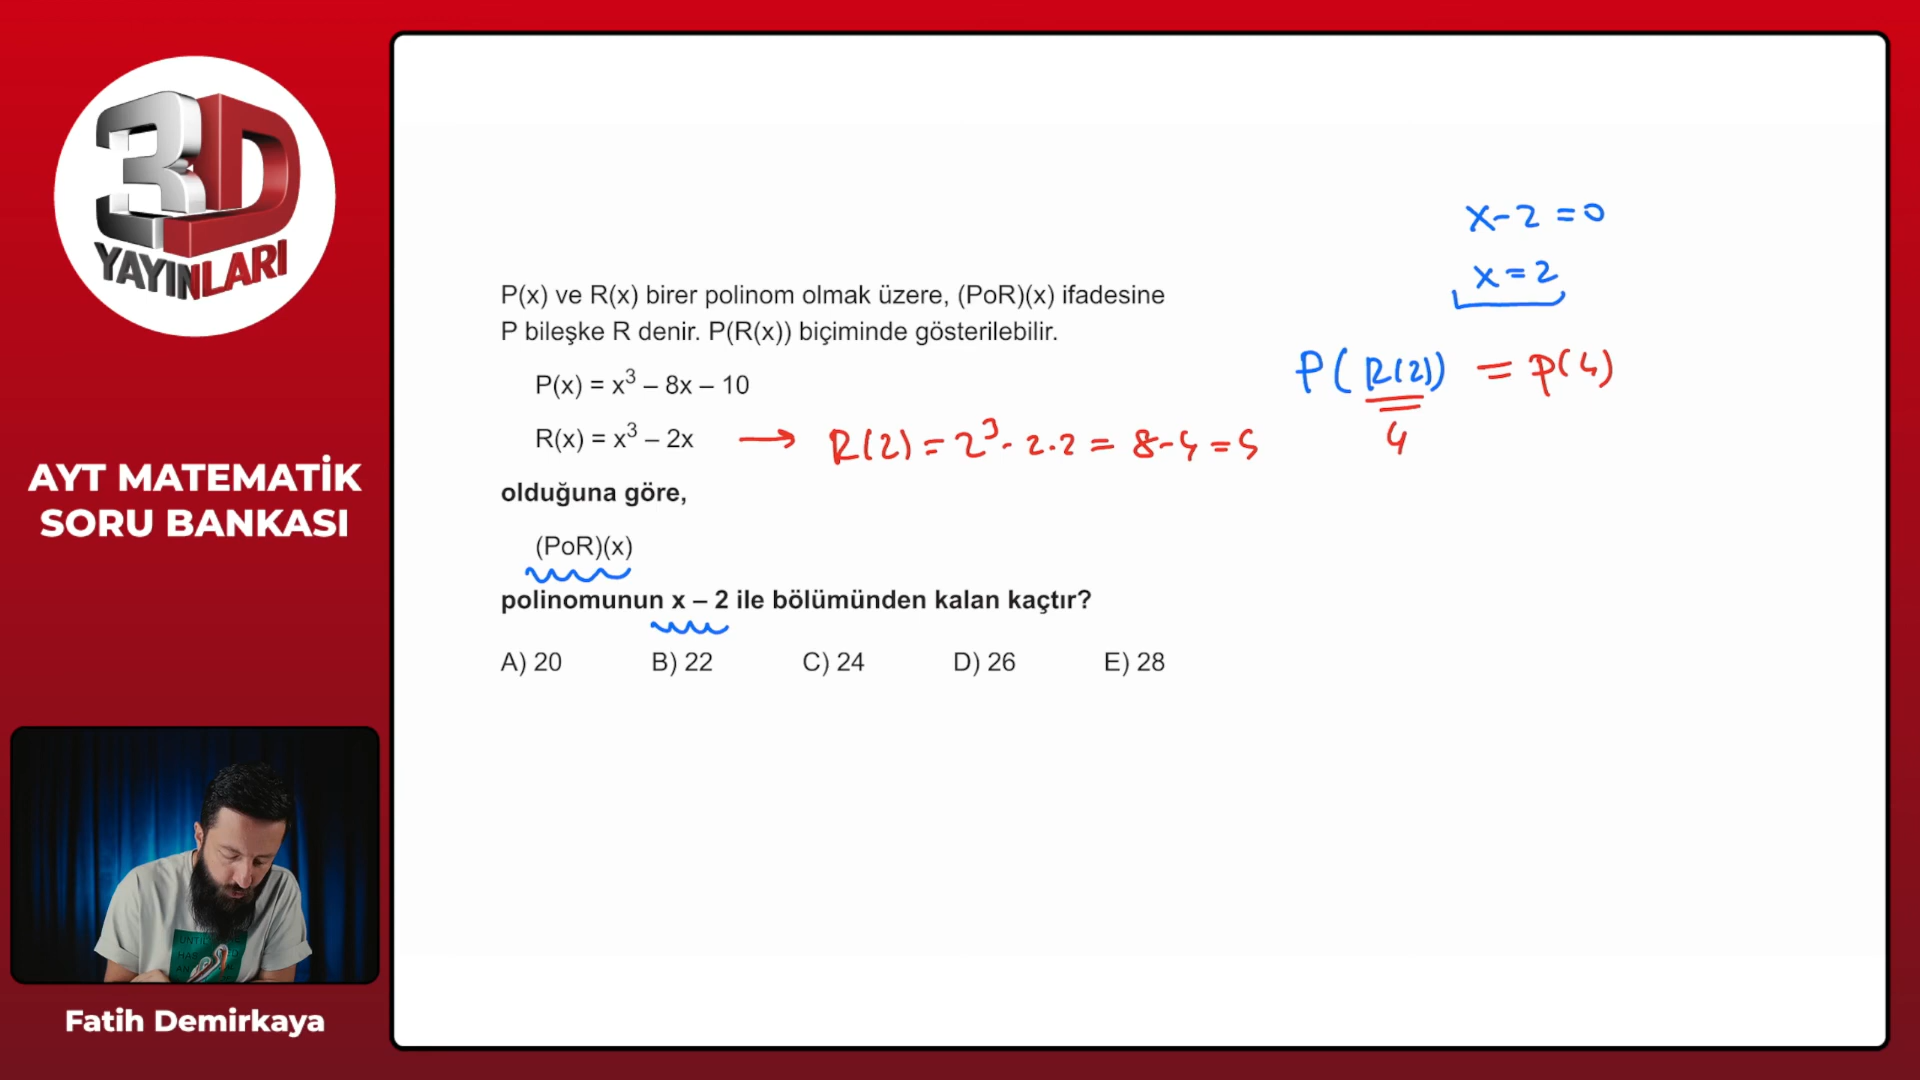 3D
YAYINLARI
AYT MATEMATİK
SORU BANKASI
Fatih Demirkaya
P(x) ve R(x) birer polinom olmak üzere, (PoR)(x) ifadesine
P bileşke R denir. P(R(x)) biçiminde gösterilebilir.
P(x) = x³ – 8x – 10
R(x) = x³ – 2x → R(2) = 2³ - 2.2 = 8-4 = 4
olduğuna göre,
(PoR)(x)
polinomunun x – 2 ile bölümünden kalan kaçtır?
A) 20 B) 22 C) 24 D) 26 E) 28
x-2 = 0
x = 2
P(R(2)) = P(4)
4